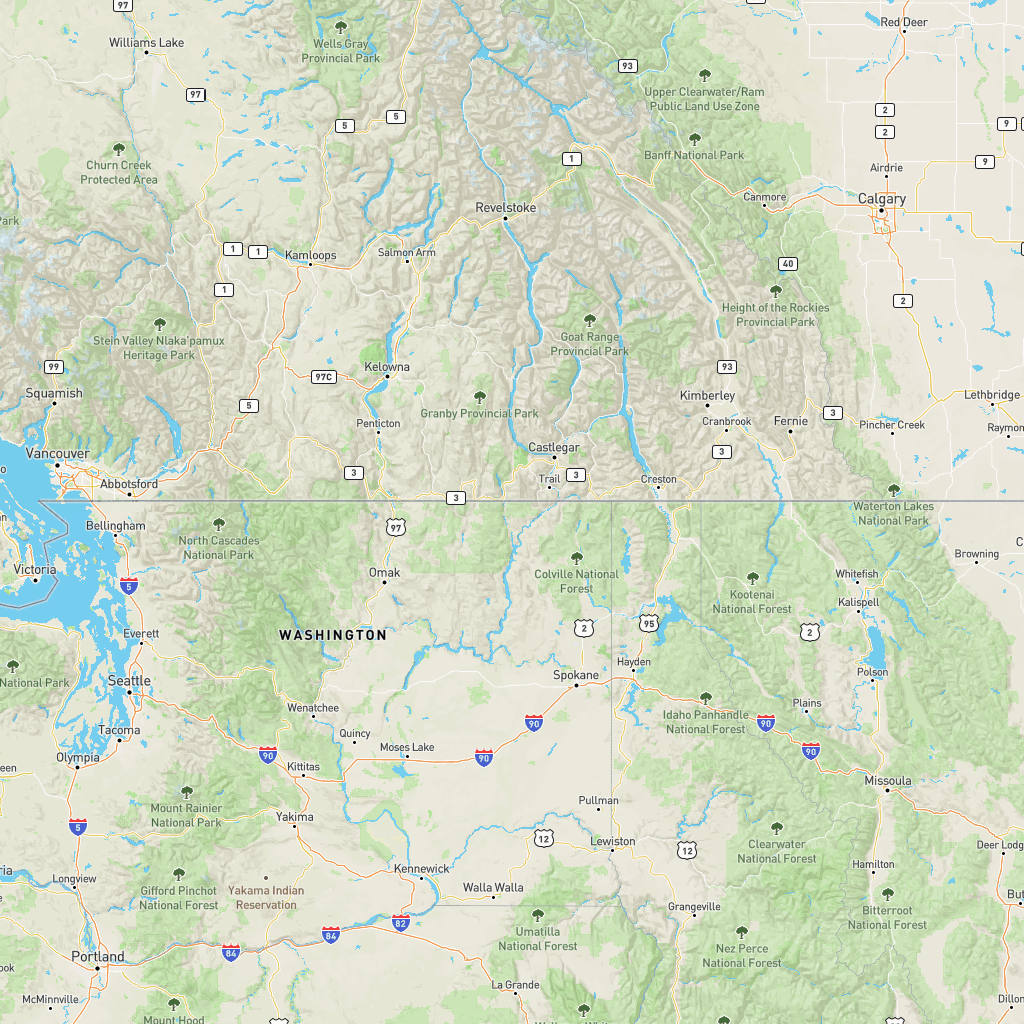 97
Williams Lake
Wells Gray
Provincial Park
Red Deer
93
Upper Clearwater/Ram
Public Land Use Zone
97
5
5
2
2
9
9
Churn Creek
Protected Area
1
Banff National Park
Airdrie
Canmore
Calgary
Revelstoke
1
1
Kamloops
Salmon Arm
40
1
2
Height of the Rockies
Provincial Park
Stein Valley Nlaka'pamux
Heritage Park
Goat Range
Provincial Park
99
Squamish
97C
Kelowna
93
5
Granby Provincial Park
Kimberley
Lethbridge
Penticton
Cranbrook
Fernie
3
Pincher Creek
Raymon
Vancouver
Castlegar
3
Abbotsford
3
3
Trail
Creston
3
Waterton Lakes
National Park
Bellingham
North Cascades
National Park
97
Browning
Victoria
5
Omak
Colville National
Forest
Kootenai
National Forest
Whitefish
Kalispell
Everett
WASHINGTON
2
95
2
National Park
Seattle
Hayden
Spokane
Polson
Wenatchee
Idaho Panhandle
National Forest
Plains
90
90
Tacoma
Quincy
Moses Lake
90
90
90
Olympia
Kittitas
Missoula
Mount Rainier
National Park
5
Yakima
Pullman
12
Lewiston
12
Clearwater
National Forest
Deer Lodg
Longview
Gifford Pinchot
National Forest
Yakama Indian
Reservation
Kennewick
Walla Walla
Hamilton
Grangeville
Bitterroot
National Forest
82
84
84
Umatilla
National Forest
Nez Perce
National Forest
Portland
McMinnville
Mount Hood
La Grande